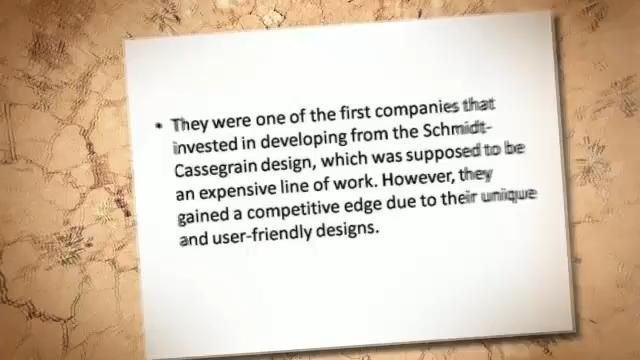 • They were one of the first companies that
invested in developing from the Schmidt-
Cassegrain design, which was supposed to be
an expensive line of work. However, they
gained a competitive edge due to their unique
and user-friendly designs.